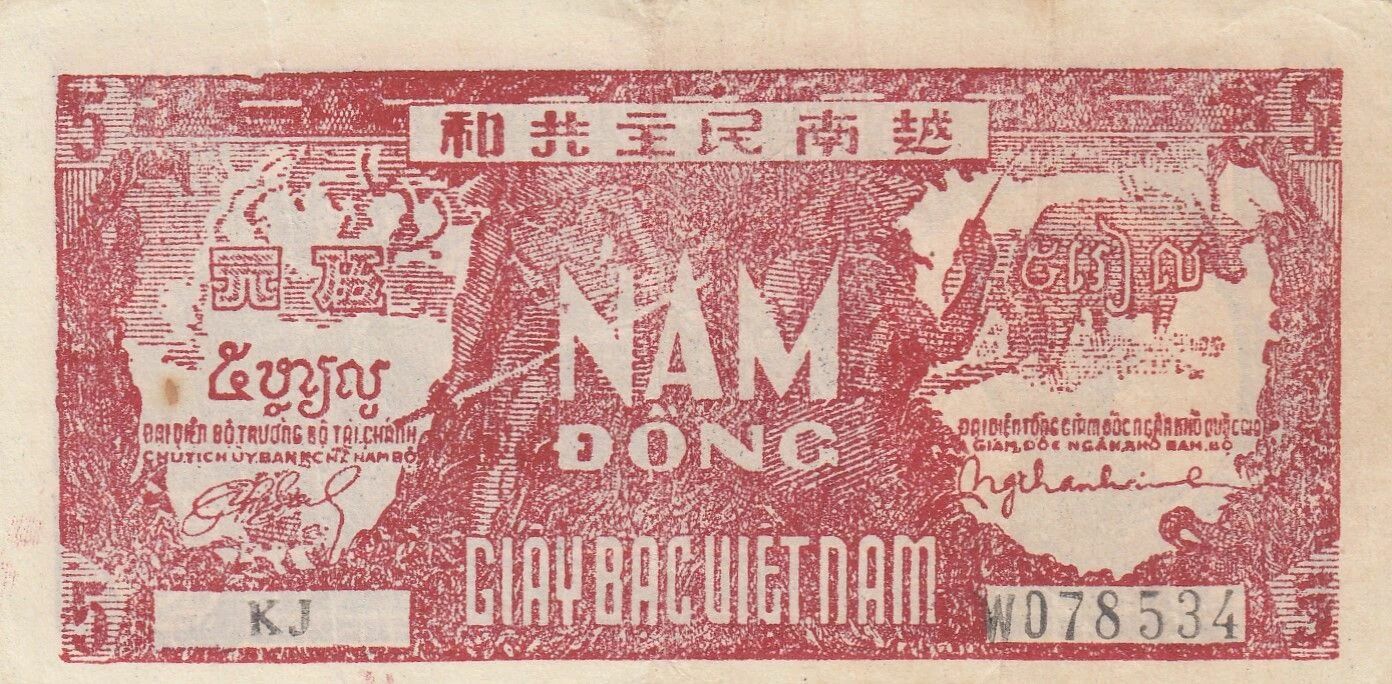 5 5
越南民主共和
伍元
៥ រៀល
NĂM
ĐỒNG
ĐẠI DIỆN BỘ TRƯỞNG BỘ TÀI CHÁNH
CHỦ TỊCH ỦY BAN NAM BỘ
ĐẠI DIỆN TỔNG GIÁM ĐỐC NGÂN KHỐ QUỐC GIA
GIÁM ĐỐC NGÂN KHỐ NAM BỘ
GIẤY BẠC VIỆT NAM
5 5
KJ
W078534